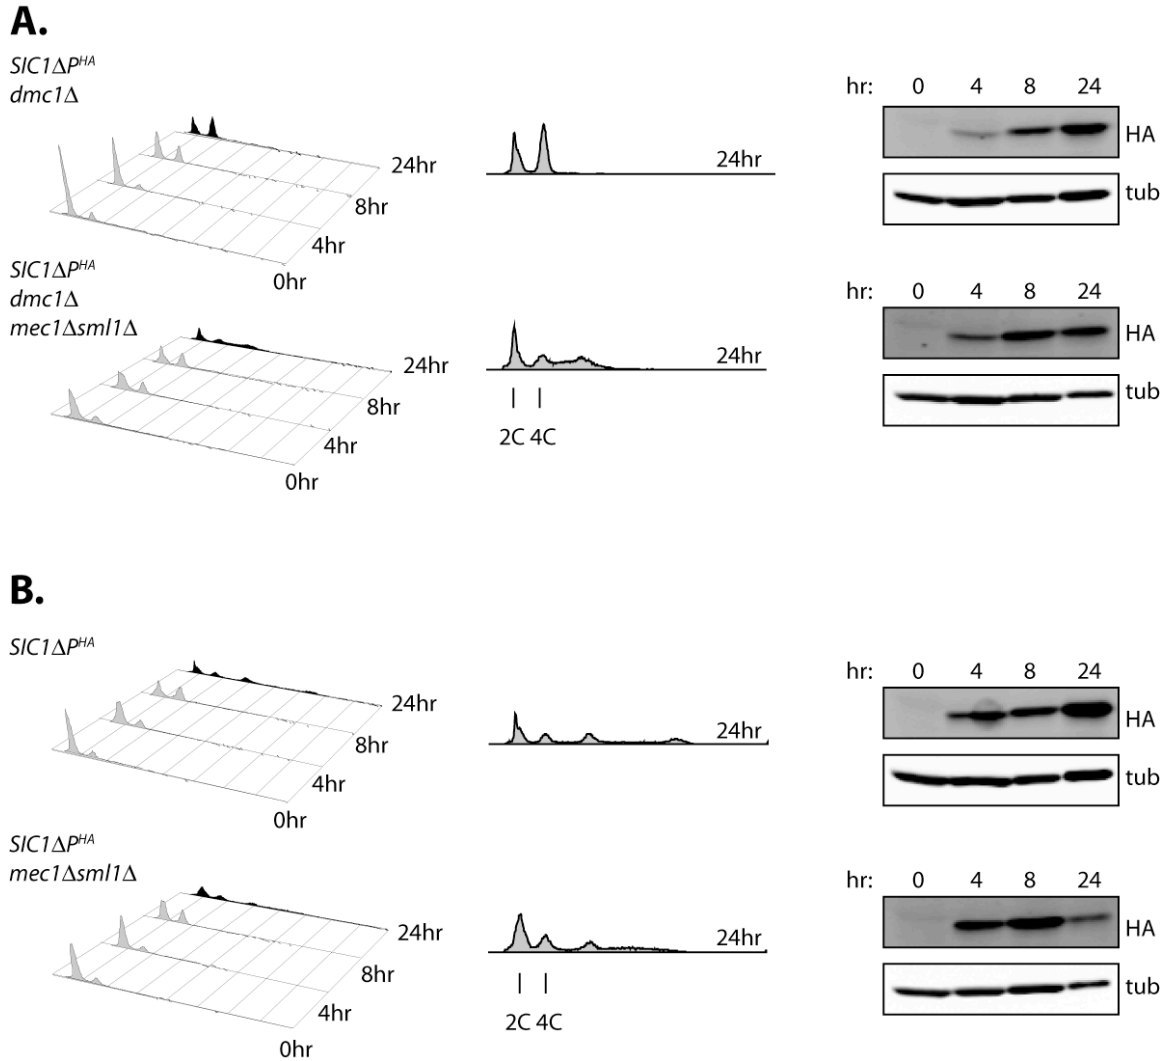 A.
SIC1ΔP^HA
dmc1Δ
24hr
8hr
4hr
0hr
24hr
hr: 0 4 8 24
HA
tub
SIC1ΔP^HA
dmc1Δ
mec1Δsml1Δ
24hr
8hr
4hr
0hr
24hr
2C 4C
hr: 0 4 8 24
HA
tub
B.
SIC1ΔP^HA
24hr
8hr
4hr
0hr
24hr
hr: 0 4 8 24
HA
tub
SIC1ΔP^HA
mec1Δsml1Δ
24hr
8hr
4hr
0hr
24hr
2C 4C
hr: 0 4 8 24
HA
tub